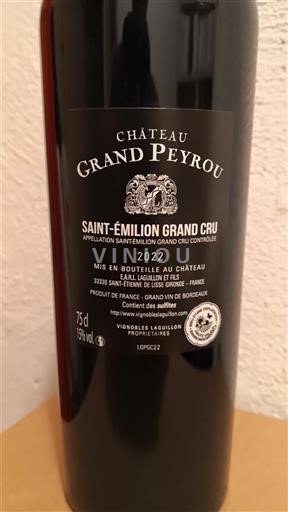 CHÂTEAU
GRAND PEYROU
SAINT-ÉMILION GRAND CRU
APPELLATION SAINT-ÉMILION GRAND CRU CONTRÔLÉE
2022
VINIOU
MIS EN BOUTEILLE AU CHÂTEAU
E.A.R.L. LAGUILLON ET FILS
33330 SAINT-ÉTIENNE DE LISSE GIRONDE - FRANCE
PRODUIT DE FRANCE - GRAND VIN DE BORDEAUX
Contient des sulfites
http://www.vignobleslaguillon.com
75 cl
15% vol.
VIGNOBLES LAGUILLON
PROPRIÉTAIRES
LGPGC22